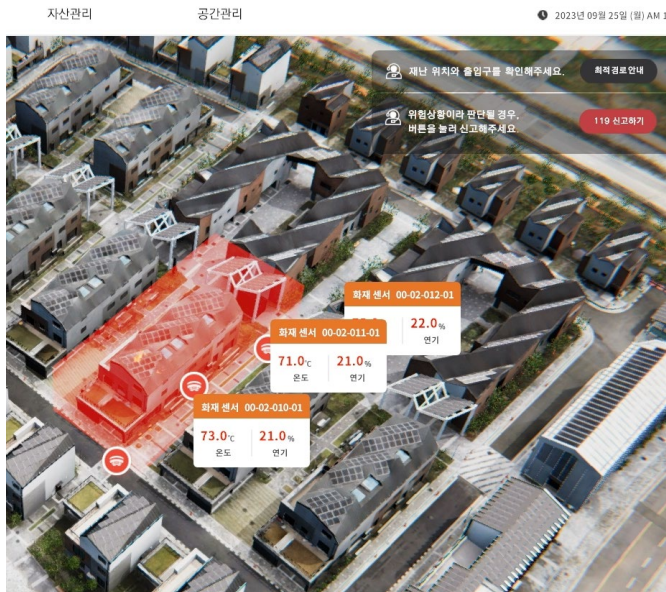 자산관리
공간관리
2023년 09월 25일 (월) AM 1
재난 위치와 출입구를 확인해주세요.
최적경로안내
위험상황이라 판단될 경우,
버튼을 눌러 신고해주세요.
119 신고하기
화재 센서 00-02-012-01
22.0%
연기
화재 센서 00-02-011-01
71.0℃
온도
21.0%
연기
화재 센서 00-02-010-01
73.0℃
온도
21.0%
연기